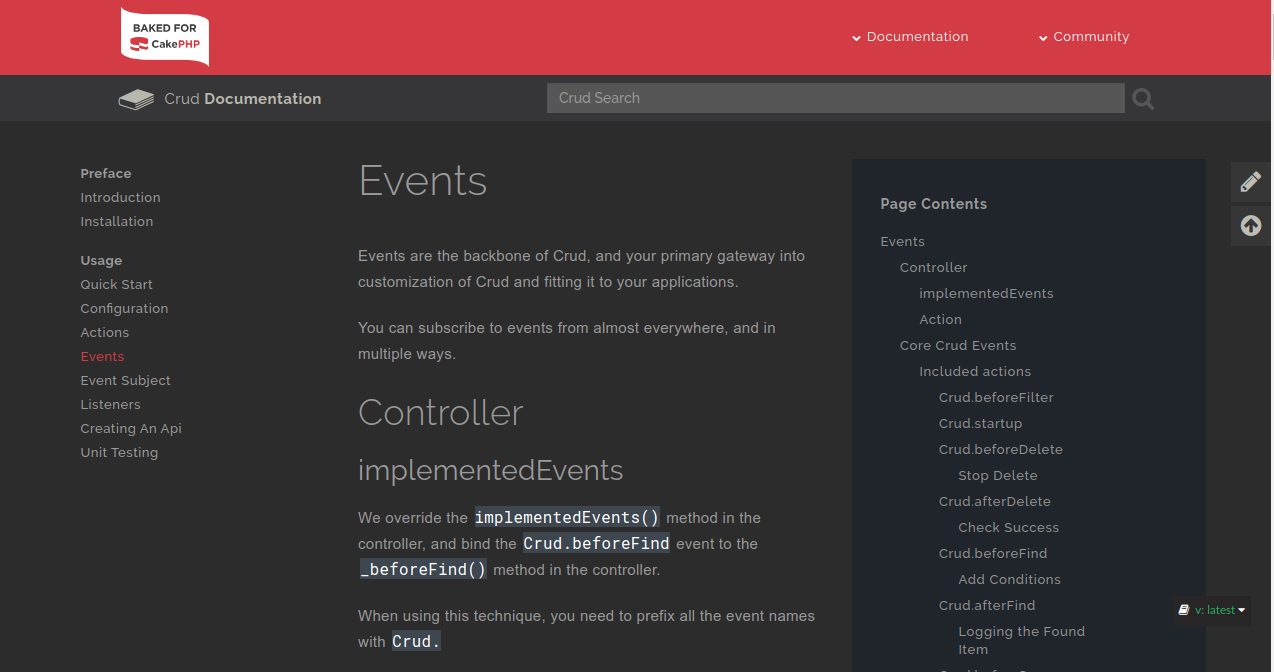 BAKED FOR
CakePHP
Documentation
Community
Crud Documentation
Crud Search
Preface
Introduction
Installation
Usage
Quick Start
Configuration
Actions
Events
Event Subject
Listeners
Creating An Api
Unit Testing
Events
Events are the backbone of Crud, and your primary gateway into
customization of Crud and fitting it to your applications.
You can subscribe to events from almost everywhere, and in
multiple ways.
Controller
implementedEvents
We override the implementedEvents() method in the
controller, and bind the Crud.beforeFind event to the
_beforeFind() method in the controller.
When using this technique, you need to prefix all the event names
with Crud.
Page Contents
Events
Controller
implementedEvents
Action
Core Crud Events
Included actions
Crud.beforeFilter
Crud.startup
Crud.beforeDelete
Stop Delete
Crud.afterDelete
Check Success
Crud.beforeFind
Add Conditions
Crud.afterFind
Logging the Found
Item
v: latest